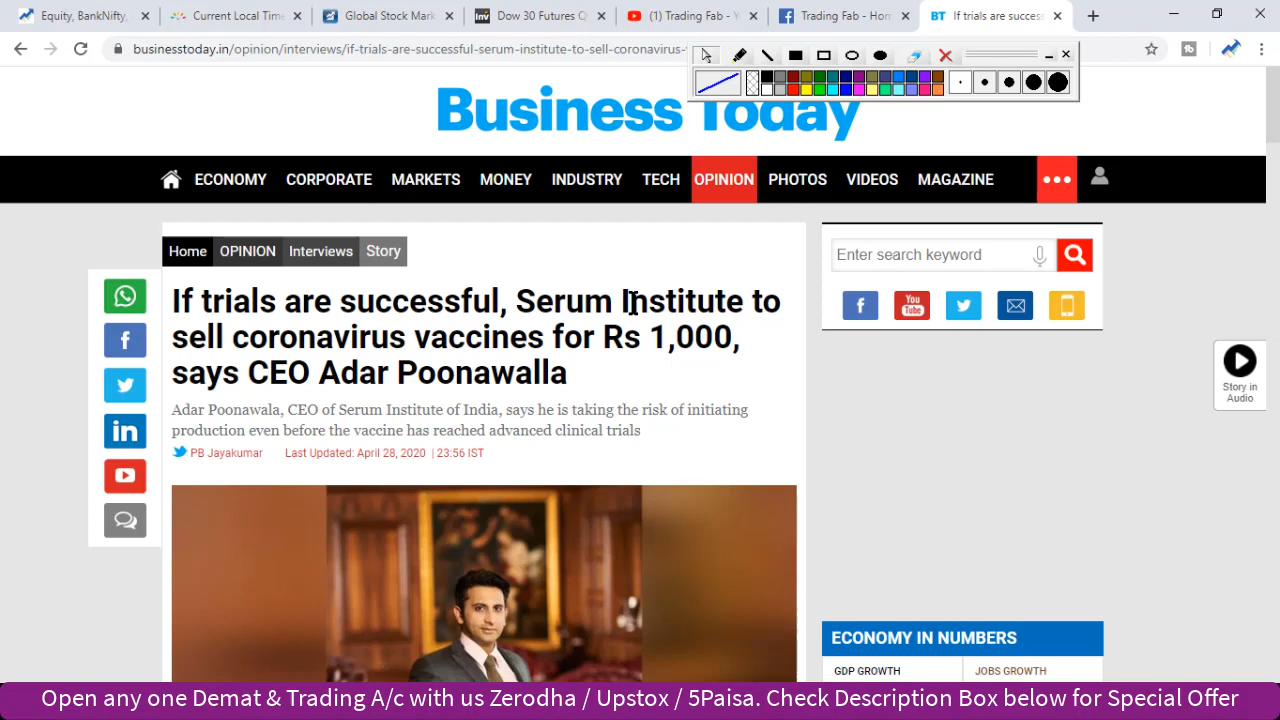 Equity, BankNifty,
Current Local Time
Global Stock Mark
Dow 30 Futures Q
(1) Trading Fab - Y
Trading Fab - Hom
BT If trials are succes
businesstoday.in/opinion/interviews/if-trials-are-successful-serum-institute-to-sell-coronavirus-
Business Today
ECONOMY CORPORATE MARKETS MONEY INDUSTRY TECH OPINION PHOTOS VIDEOS MAGAZINE
Home OPINION Interviews Story
Enter search keyword
If trials are successful, Serum Institute to
sell coronavirus vaccines for Rs 1,000,
says CEO Adar Poonawalla
Adar Poonawala, CEO of Serum Institute of India, says he is taking the risk of initiating
production even before the vaccine has reached advanced clinical trials
PB Jayakumar Last Updated: April 28, 2020 | 23:56 IST
You
Tube
Story in
Audio
ECONOMY IN NUMBERS
GDP GROWTH JOBS GROWTH
Open any one Demat & Trading A/c with us Zerodha / Upstox / 5Paisa. Check Description Box below for Special Offer